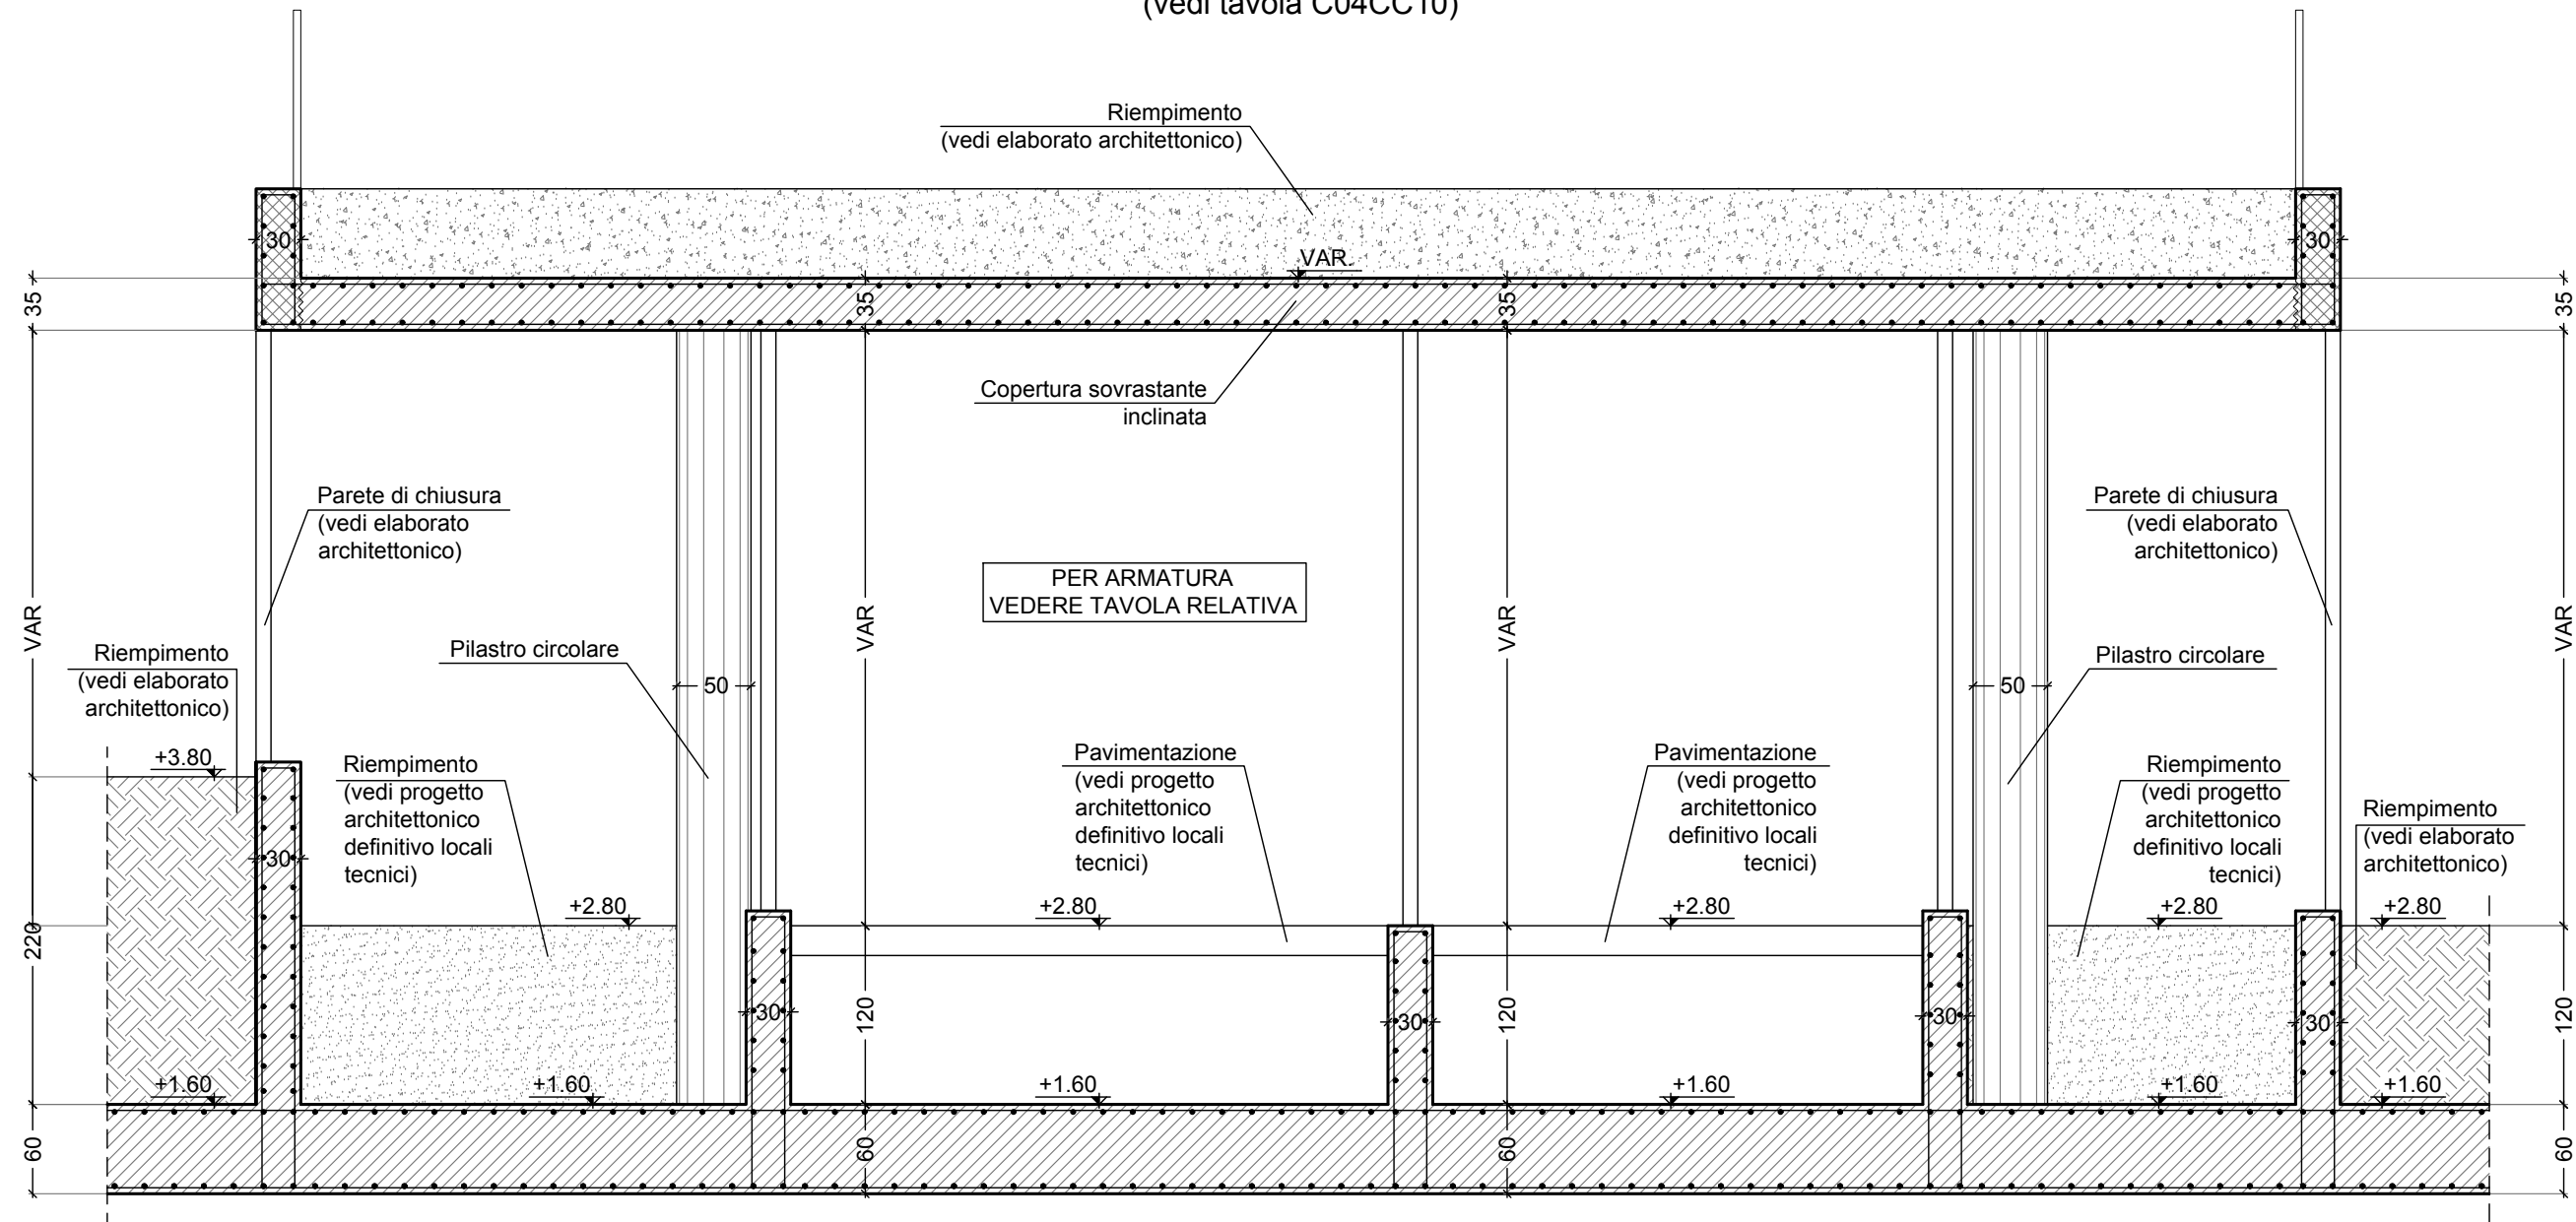 (vedi tavola C04CC10)
Riempimento
(vedi elaborato architettonico)
30
30
VAR.
35
35
35
35
Copertura sovrastante
inclinata
Parete di chiusura
(vedi elaborato
architettonico)
Parete di chiusura
(vedi elaborato
architettonico)
PER ARMATURA
VEDERE TAVOLA RELATIVA
VAR
VAR
VAR
VAR
Riempimento
(vedi elaborato
architettonico)
Pilastro circolare
Pilastro circolare
50
50
+3.80
Riempimento
(vedi progetto
architettonico
definitivo locali
tecnici)
Pavimentazione
(vedi progetto
architettonico
definitivo locali
tecnici)
Pavimentazione
(vedi progetto
architettonico
definitivo locali
tecnici)
Riempimento
(vedi progetto
architettonico
definitivo locali
tecnici)
Riempimento
(vedi elaborato
architettonico)
30
+2.80
+2.80
+2.80
+2.80
+2.80
220
30
30
30
30
120
120
120
+1.60
+1.60
+1.60
+1.60
+1.60
+1.60
60
60
60
60